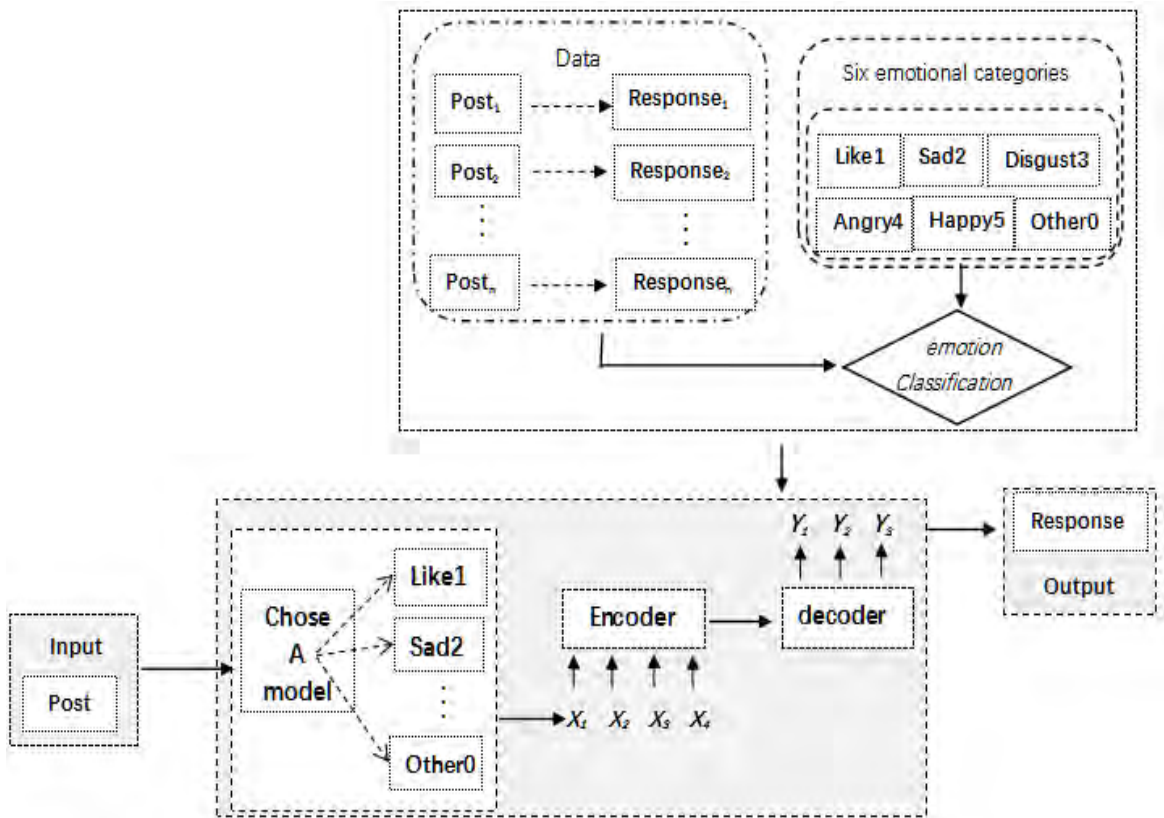 Data
Post₁
Response₁
Post₂
Response₂
Postₙ
Responseₙ
Six emotional categories
Like1
Sad2
Disgust3
Angry4
Happy5
Other0
emotion
Classification
Input
Post
Chose
A
model
Like1
Sad2
Other0
X₁ X₂ X₃ X₄
Encoder
decoder
Y₁ Y₂ Y₃
Response
Output